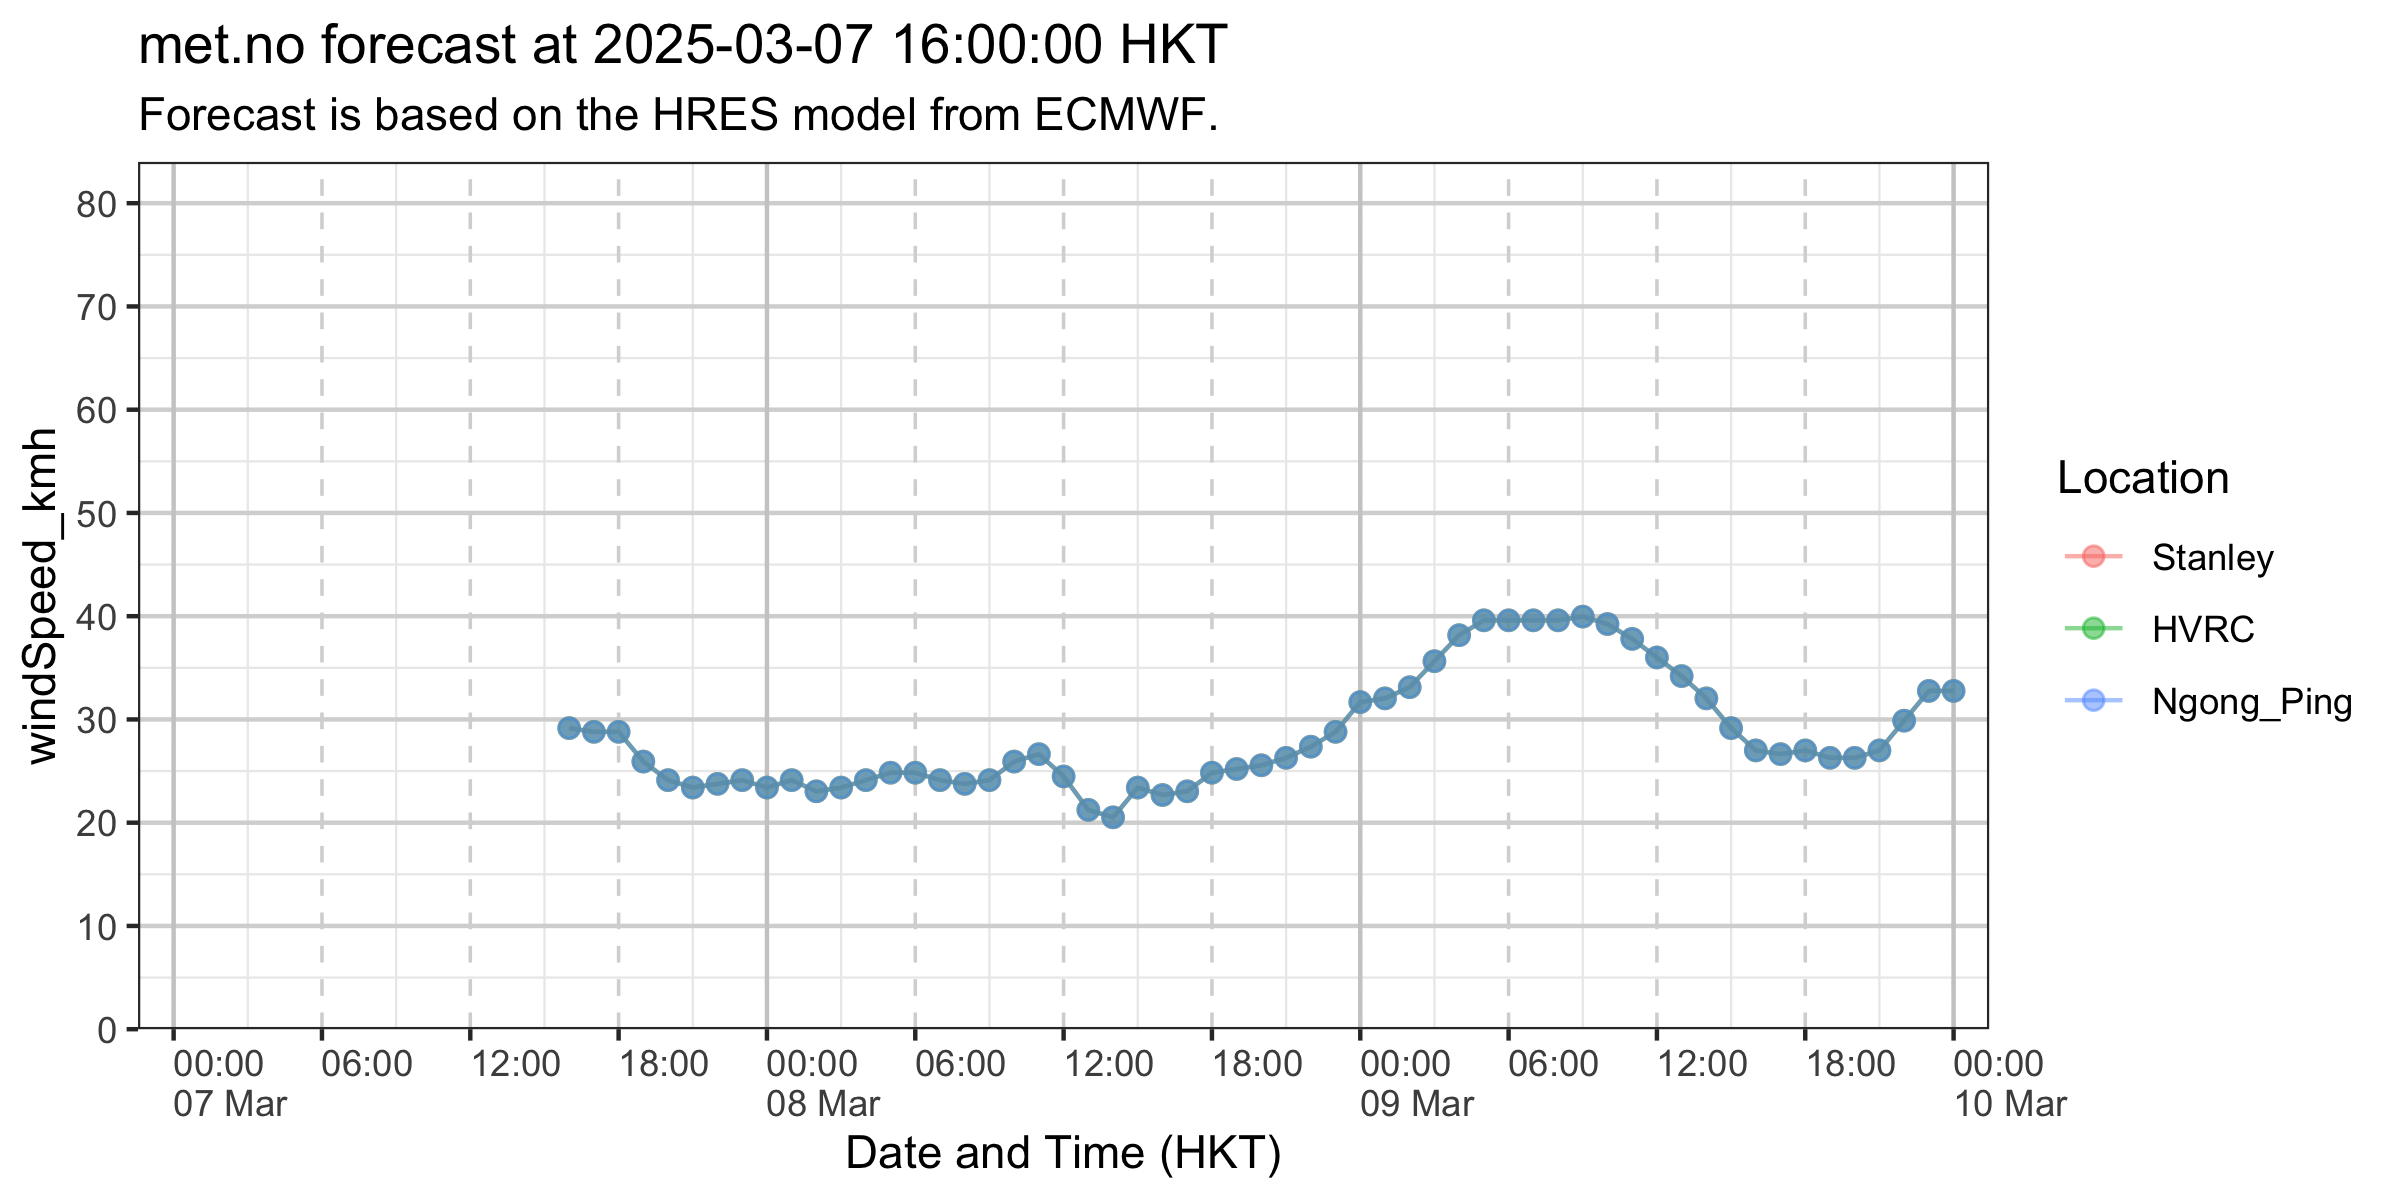 met.no forecast at 2025-03-07 16:00:00 HKT
Forecast is based on the HRES model from ECMWF.
windSpeed_kmh
80
70
60
50
40
30
20
10
0
00:00 06:00 12:00 18:00 00:00 06:00 12:00 18:00 00:00 06:00 12:00 18:00 00:00
07 Mar 08 Mar 09 Mar 10 Mar
Date and Time (HKT)
Location
Stanley
HVRC
Ngong_Ping